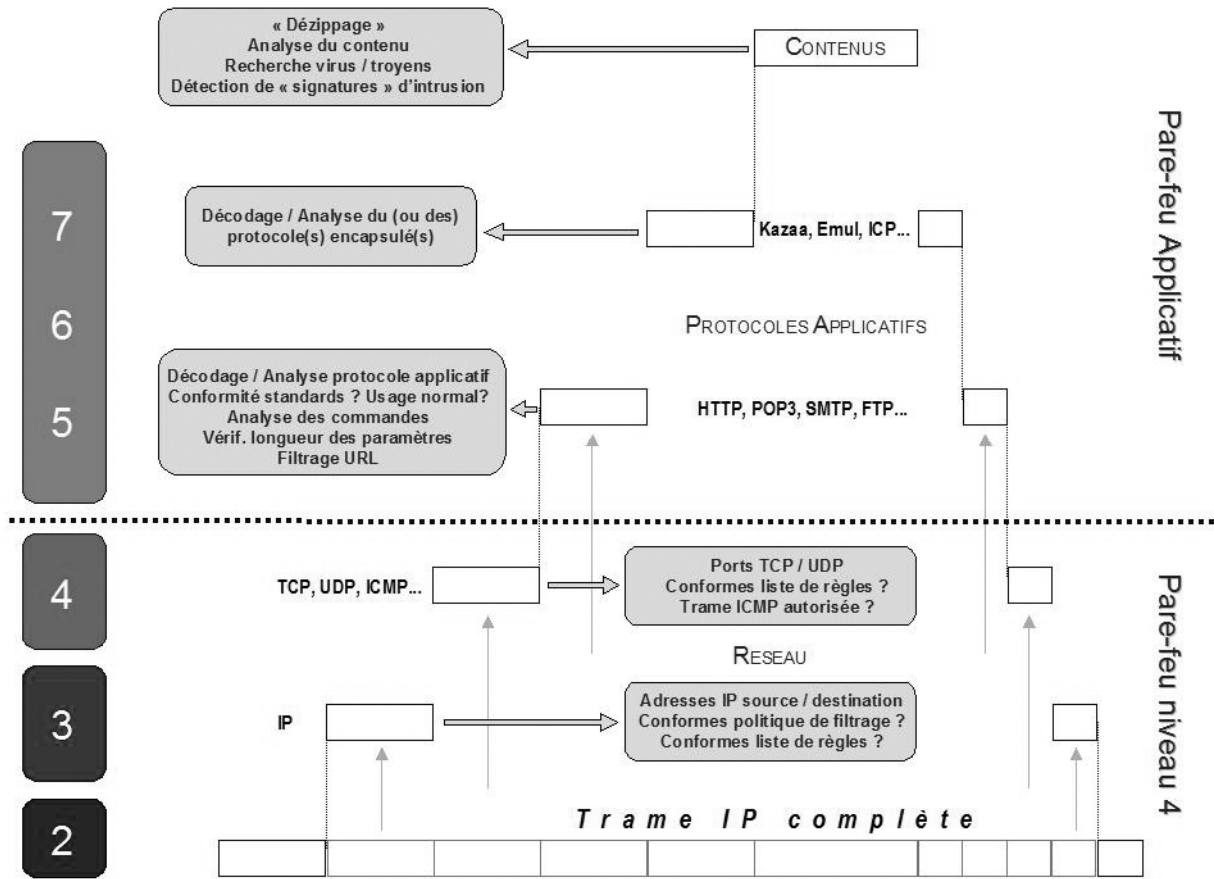 « Dézippage »
Analyse du contenu
Recherche virus / troyens
Détection de « signatures » d'intrusion
CONTENUS
Pare-feu Applicatif
7
Décodage / Analyse du (ou des)
protocole(s) encapsulé(s)
Kazaa, Emul, ICP...
6
PROTOCOLES APPLICATIFS
5
Décodage / Analyse protocole applicatif
Conformité standards ? Usage normal?
Analyse des commandes
Vérif. longueur des paramètres
Filtrage URL
HTTP, POP3, SMTP, FTP...
4
TCP, UDP, ICMP...
Ports TCP / UDP
Conformes liste de règles ?
Trame ICMP autorisée ?
Pare-feu niveau 4
RESEAU
3
IP
Adresses IP source / destination
Conformes politique de filtrage ?
Conformes liste de règles ?
2
Trame IP complète